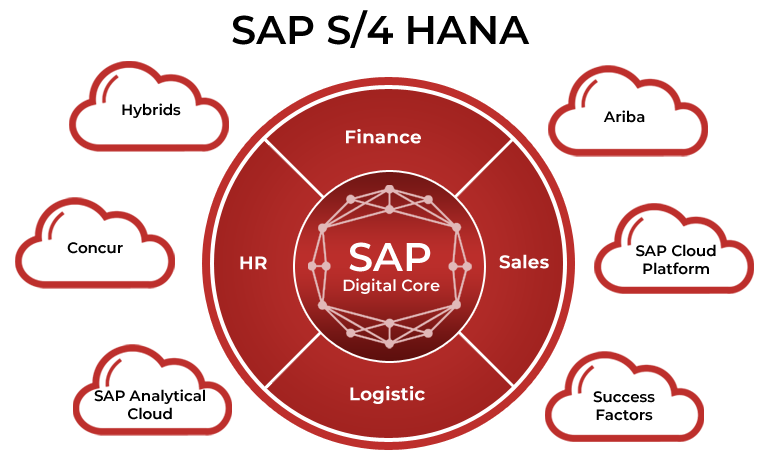 SAP S/4 HANA
Hybrids
Ariba
Finance
Concur
HR
SAP
Digital Core
Sales
SAP Cloud
Platform
SAP Analytical
Cloud
Logistic
Success
Factors